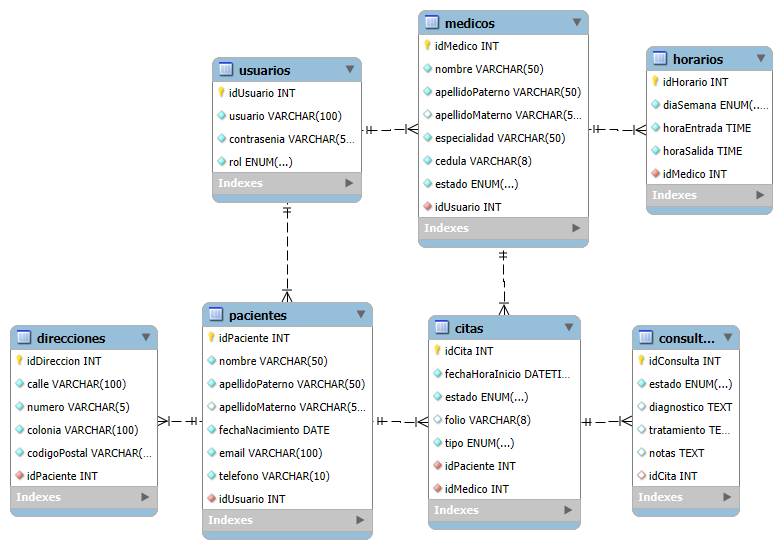 medicos
idMedico INT
nombre VARCHAR(50)
apellidoPaterno VARCHAR(50)
apellidoMaterno VARCHAR(5...
especialidad VARCHAR(50)
cedula VARCHAR(8)
estado ENUM(...)
idUsuario INT
Indexes
usuarios
idUsuario INT
usuario VARCHAR(100)
contrasenia VARCHAR(5...
rol ENUM(...)
Indexes
horarios
idHorario INT
diaSemana ENUM(...
horaEntrada TIME
horaSalida TIME
idMedico INT
Indexes
direcciones
idDireccion INT
calle VARCHAR(100)
numero VARCHAR(5)
colonia VARCHAR(100)
codigoPostal VARCHAR(...
idPaciente INT
Indexes
pacientes
idPaciente INT
nombre VARCHAR(50)
apellidoPaterno VARCHAR(50)
apellidoMaterno VARCHAR(5...
fechaNacimiento DATE
email VARCHAR(100)
telefono VARCHAR(10)
idUsuario INT
Indexes
citas
idCita INT
fechaHoraInicio DATETI...
estado ENUM(...)
folio VARCHAR(8)
tipo ENUM(...)
idPaciente INT
idMedico INT
Indexes
consult...
idConsulta INT
estado ENUM(...)
diagnostico TEXT
tratamiento TE...
notas TEXT
idCita INT
Indexes